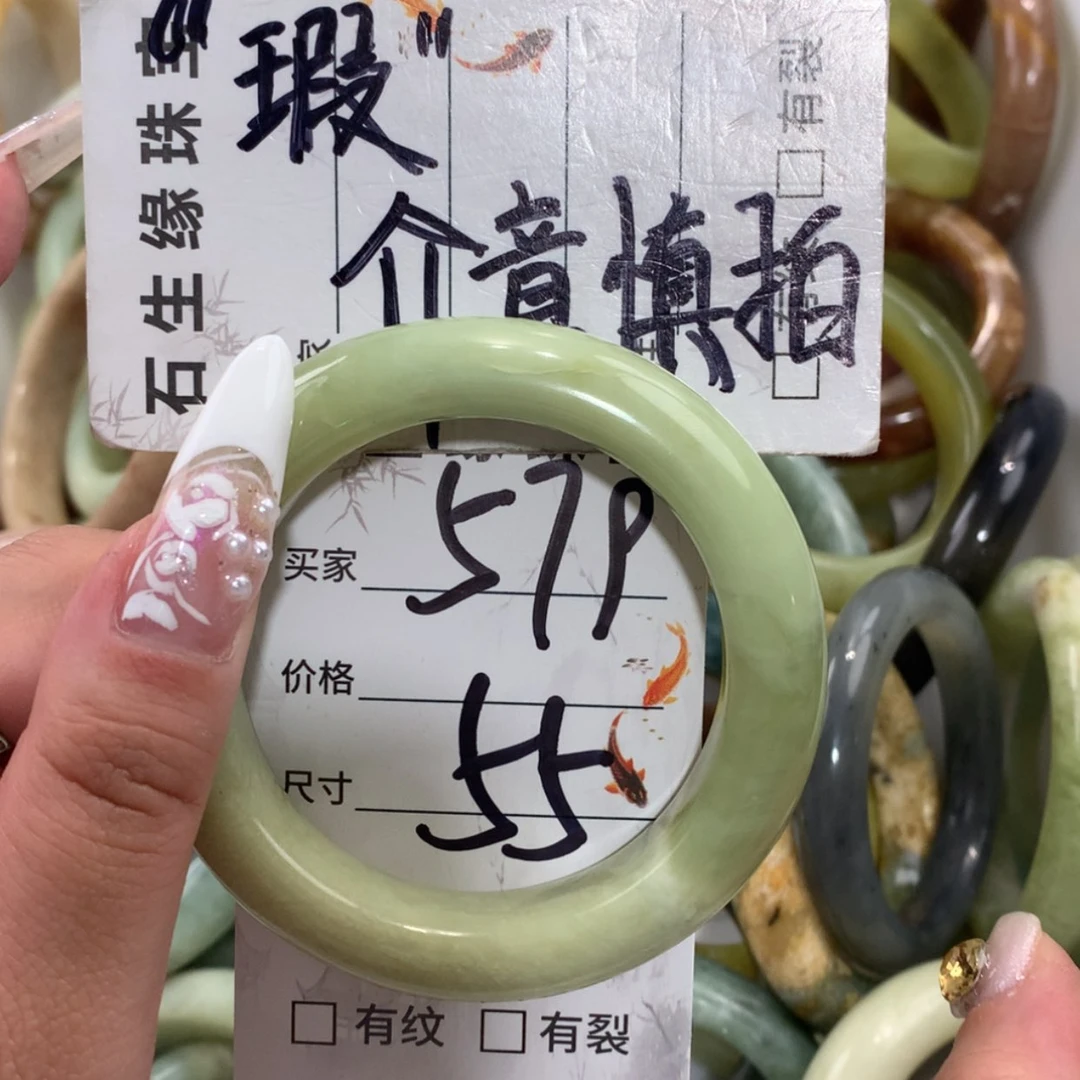 “瑕”
介意慎拍
石生缘珠宝
有裂
买家 579
价格
尺寸 55
有纹 有裂